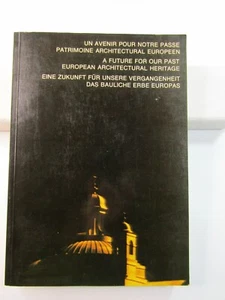 UN AVENIR POUR NOTRE PASSE
PATRIMOINE ARCHITECTURAL EUROPEEN
A FUTURE FOR OUR PAST
EUROPEAN ARCHITECTURAL HERITAGE
EINE ZUKUNFT FÜR UNSERE VERGANGENHEIT
DAS BAULICHE ERBE EUROPAS